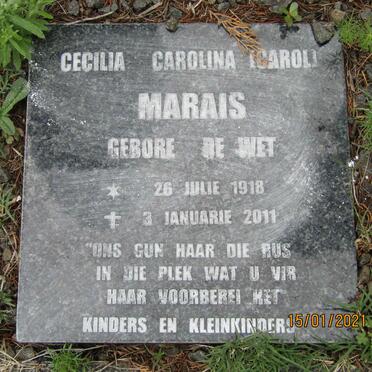 CECILIA CAROLINA (CAROL)
MARAIS
GEBORE DE WET
* 26 JULIE 1918
✝ 3 JANUARIE 2011
"ONS GUN HAAR DIE RUS
IN DIE PLEK WAT U VIR
HAAR VOORBEREI HET
KINDERS EN KLEINKINDERS
15/01/2021